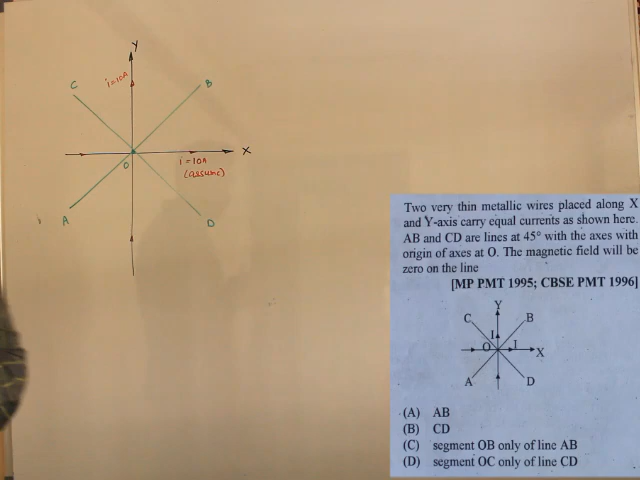 Y
C
i=10A
B
X
O
i=10A
(assume)
A
D
Two very thin metallic wires placed along X
and Y-axis carry equal currents as shown here.
AB and CD are lines at 45° with the axes with
origin of axes at O. The magnetic field will be
zero on the line
[MP PMT 1995; CBSE PMT 1996]
Y
C
B
I
O
I
X
A
D
(A) AB
(B) CD
(C) segment OB only of line AB
(D) segment OC only of line CD